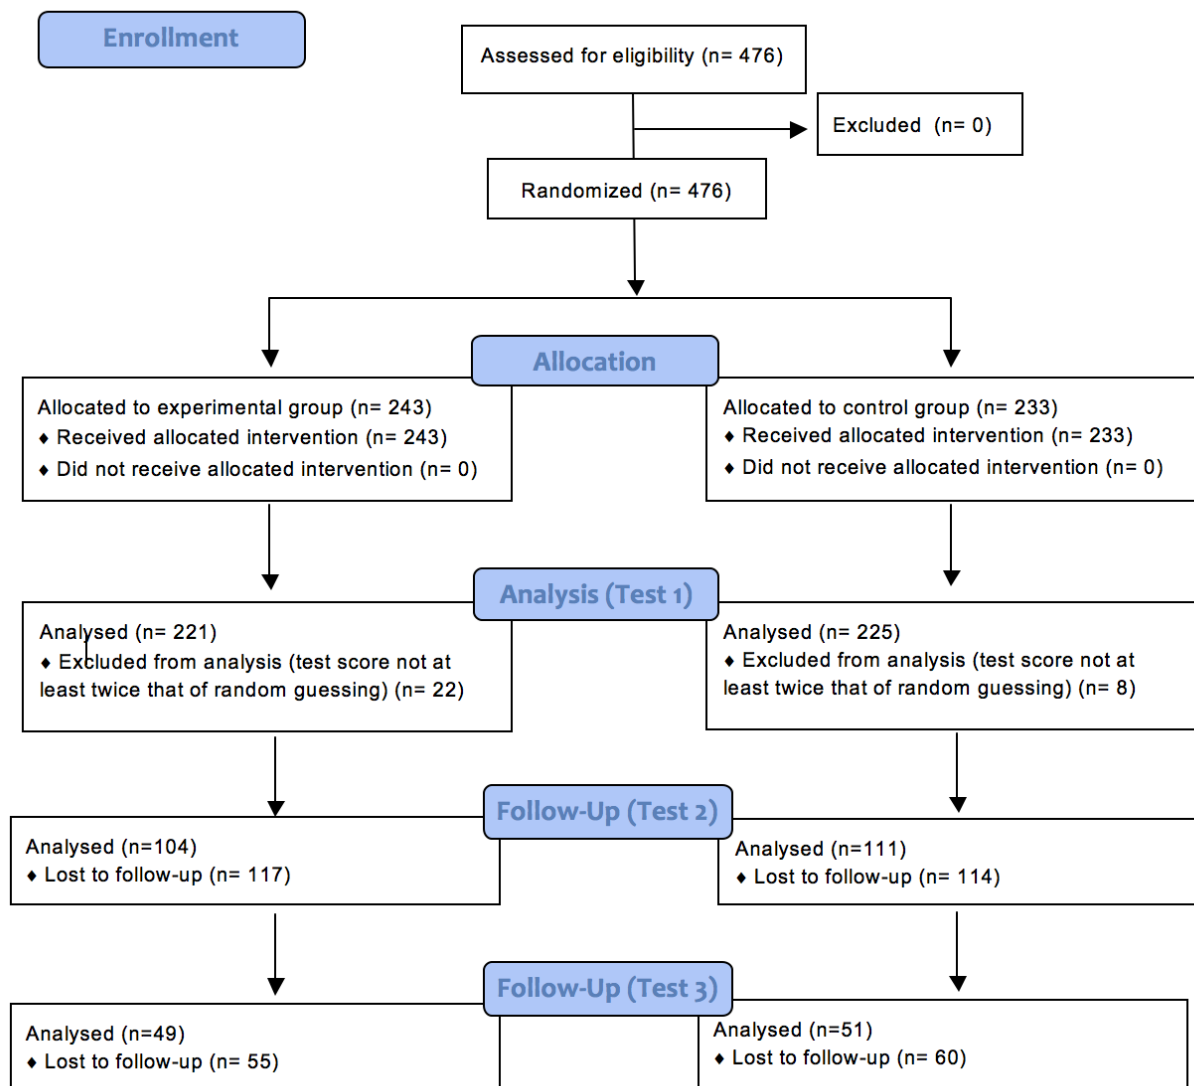 Enrollment
Assessed for eligibility (n= 476)
Excluded  (n= 0)
Randomized (n= 476)
Allocation
Allocated to experimental group (n= 243)
♦ Received allocated intervention (n= 243)
♦ Did not receive allocated intervention (n= 0)
Allocated to control group (n= 233)
♦ Received allocated intervention (n= 233)
♦ Did not receive allocated intervention (n= 0)
Analysis (Test 1)
Analysed (n= 221)
♦ Excluded from analysis (test score not at
least twice that of random guessing) (n= 22)
Analysed (n= 225)
♦ Excluded from analysis (test score not at
least twice that of random guessing) (n= 8)
Follow-Up (Test 2)
Analysed (n=104)
♦ Lost to follow-up (n= 117)
Analysed (n=111)
♦ Lost to follow-up (n= 114)
Follow-Up (Test 3)
Analysed (n=49)
♦ Lost to follow-up (n= 55)
Analysed (n=51)
♦ Lost to follow-up (n= 60)